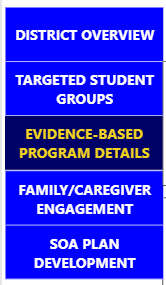 DISTRICT OVERVIEW
TARGETED STUDENT
GROUPS
EVIDENCE-BASED
PROGRAM DETAILS
FAMILY/CAREGIVER
ENGAGEMENT
SOA PLAN
DEVELOPMENT